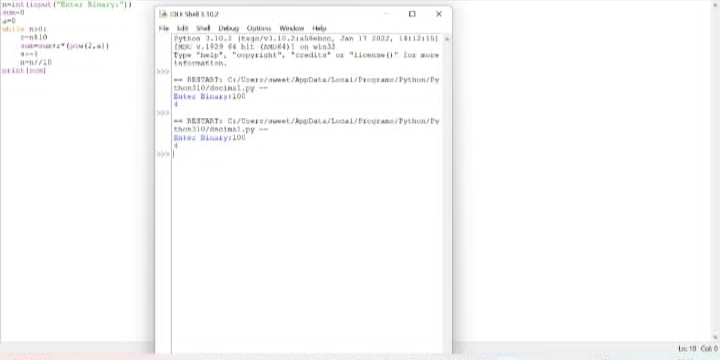 n=int(input("Enter Binary:"))
sum=0
a=0
while n>0:
r=n%10
sum=sum+r*(pow(2,a))
a+=1
n=n//10
print(sum)
IDLE Shell 3.10.2
File Edit Shell Debug Options Window Help
Python 3.10.2 (tags/v3.10.2:a58ebcc, Jan 17 2022, 14:12:15)
[MSC v.1929 64 bit (AMD64)] on win32
Type "help", "copyright", "credits" or "license()" for more
information.
>>>
== RESTART: C:/Users/sweet/AppData/Local/Programs/Python/Py
thon310/decimal.py ==
Enter Binary:100
4
>>>
== RESTART: C:/Users/sweet/AppData/Local/Programs/Python/Py
thon310/decimal.py ==
Enter Binary:100
4
>>>
Ln: 10 Col: 0